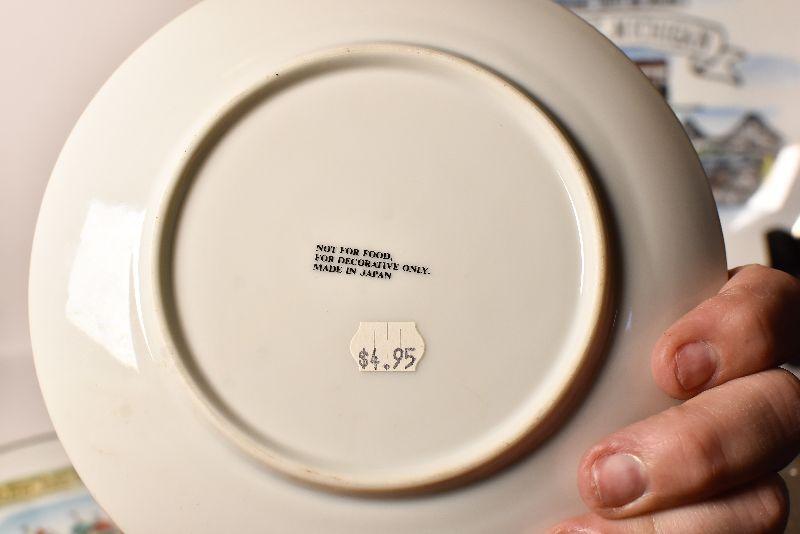 NOT FOR FOOD,
FOR DECORATIVE ONLY.
MADE IN JAPAN
$4.95